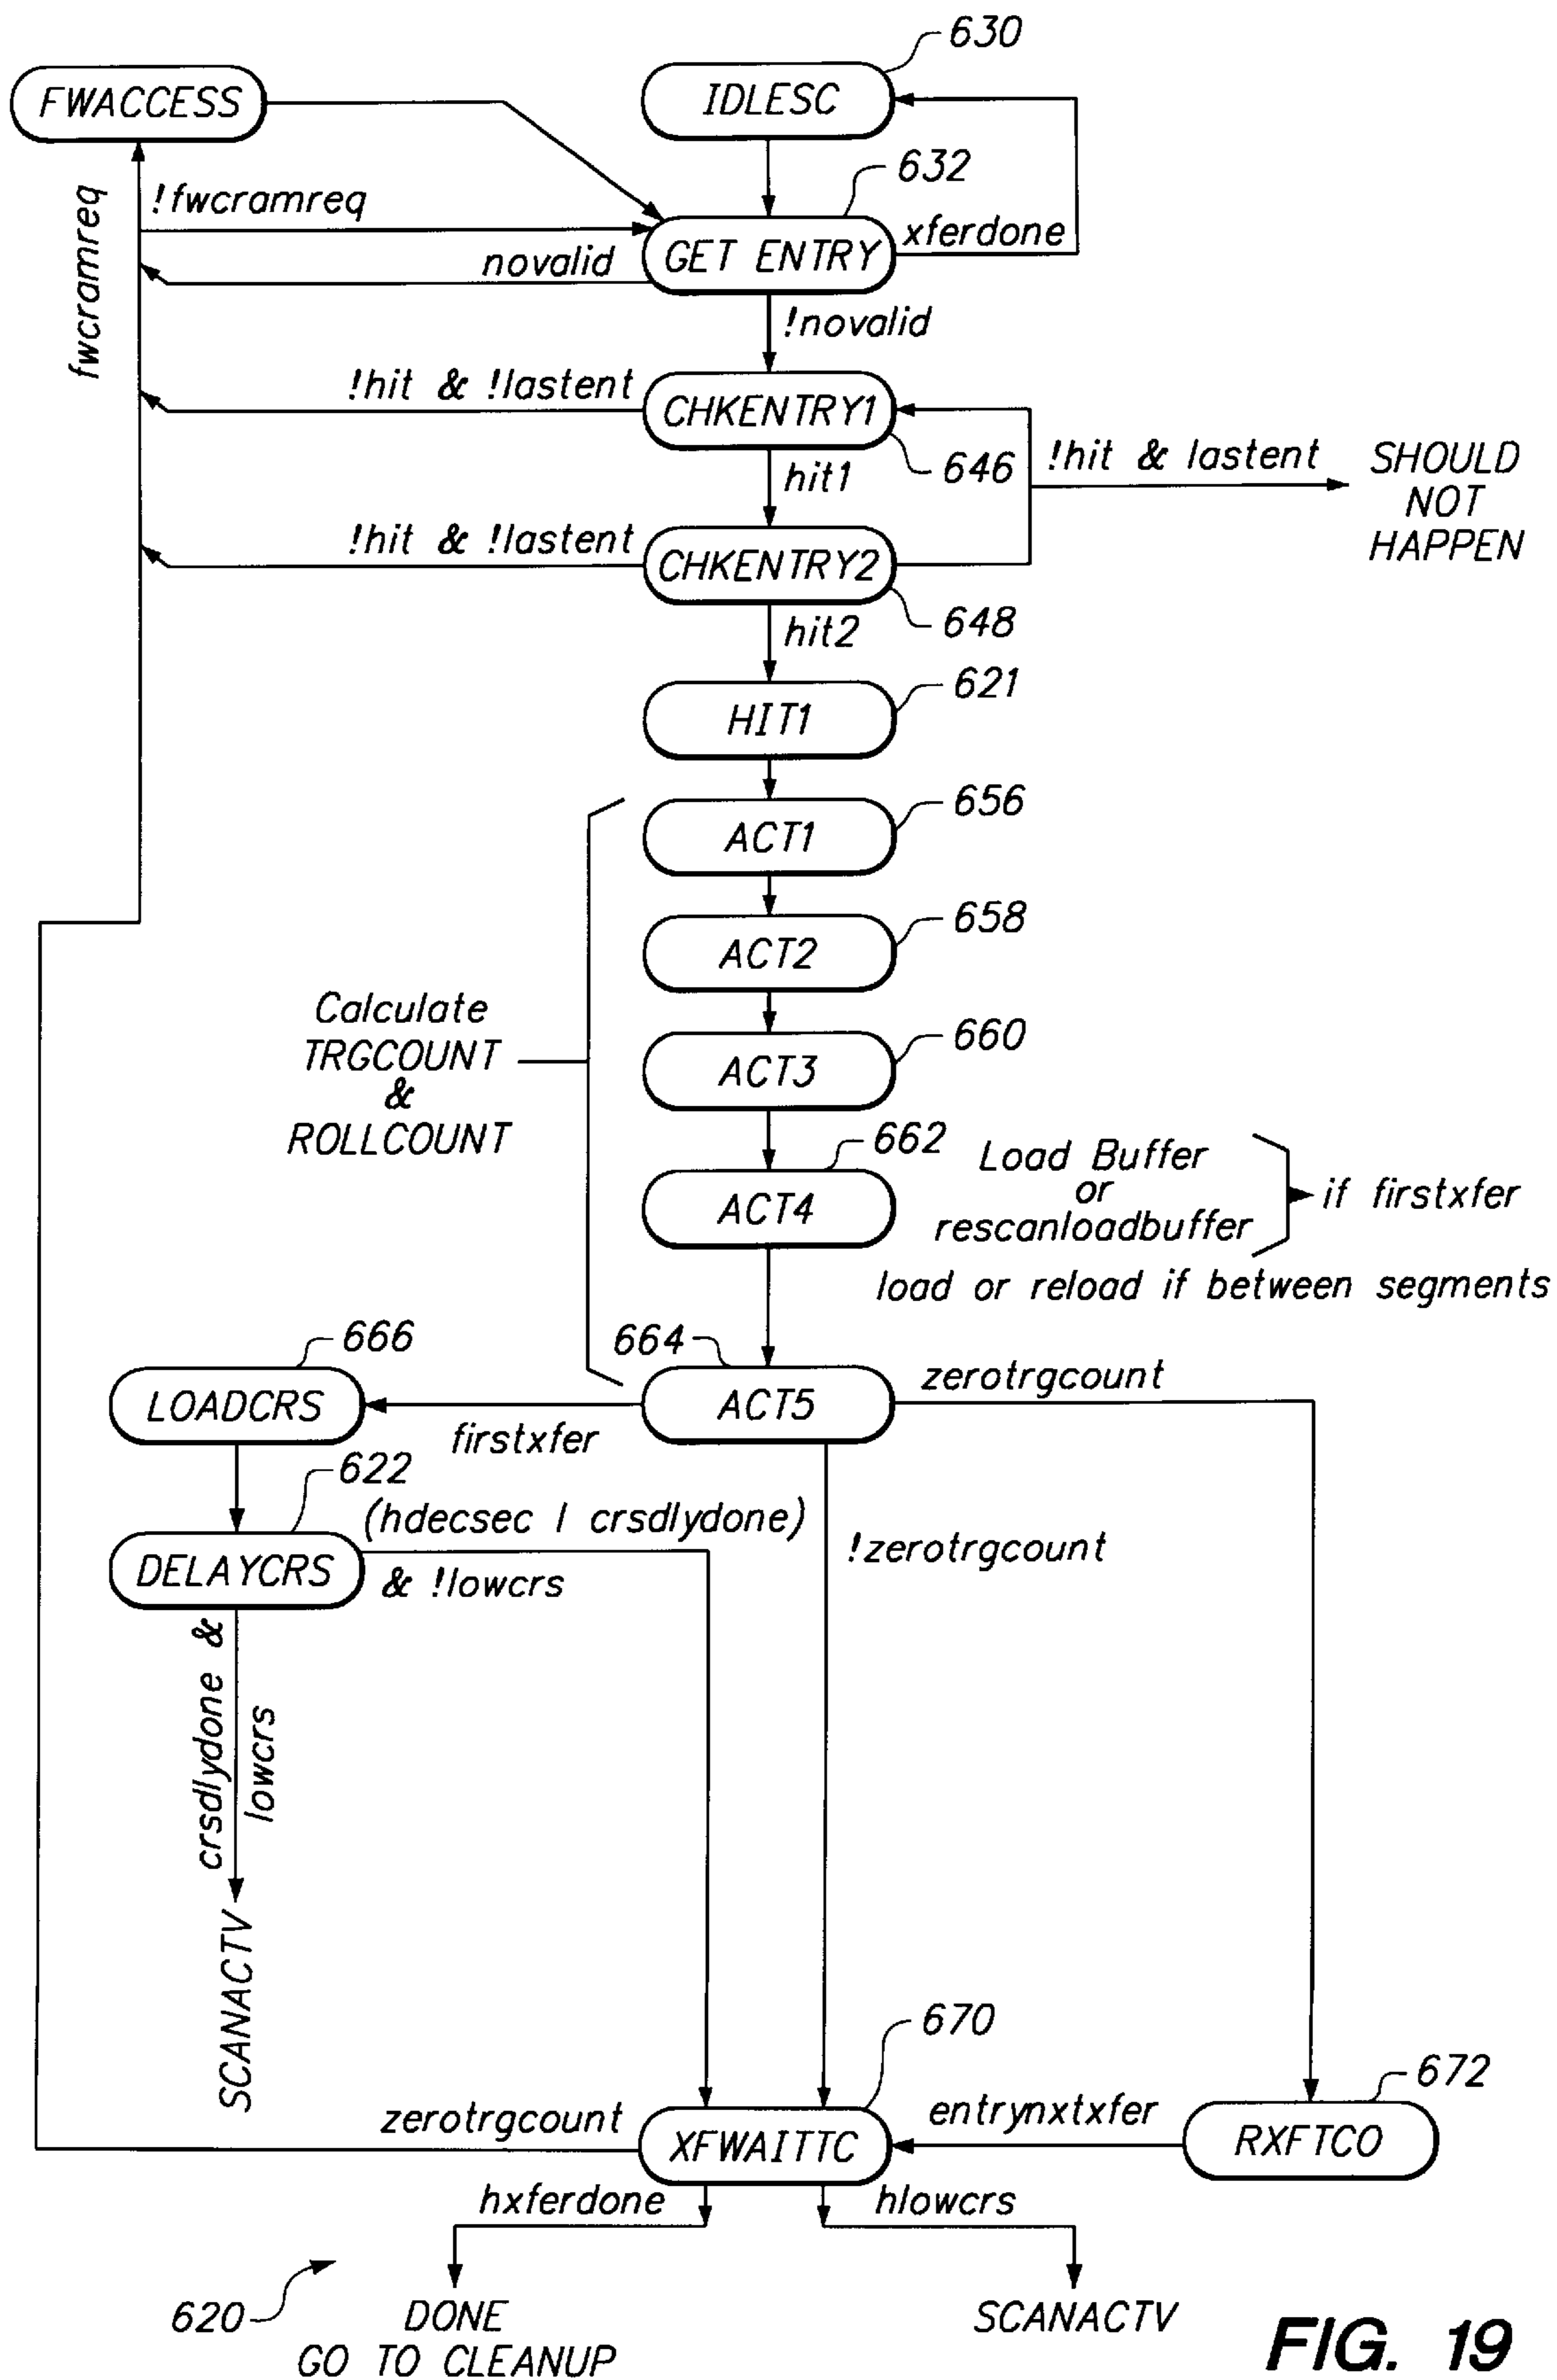 630
FWACCESS
IDLESC
632
fwcramreq
!fwcramreq
GET ENTRY
xferdone
novalid
!novalid
!hit & !lastent
CHKENTRY1
646
hit1
!hit & lastent
SHOULD
NOT
HAPPEN
!hit & !lastent
CHKENTRY2
648
hit2
621
HIT1
656
ACT1
658
ACT2
Calculate
TRGCOUNT
&
ROLLCOUNT
660
ACT3
662
ACT4
Load Buffer
or
rescanloadbuffer
if firstxfer
load or reload if between segments
666
664
LOADCRS
firstxfer
ACT5
zerotrgcount
622
DELAYCRS
(hdecsec | crsdlydone)
& !lowcrs
!zerotrgcount
crsdlydone &
lowcrs
SCANACTV
670
672
zerotrgcount
XFWAITTC
entrynxtxfer
RXFTCO
hxferdone
hlowcrs
620
DONE
GO TO CLEANUP
SCANACTV
FIG. 19